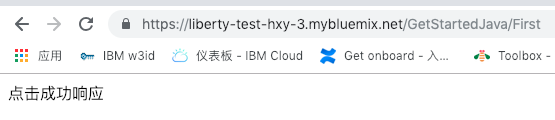 https://liberty-test-hxy-3.mybluemix.net/GetStartedJava/First
应用 IBM w3id 仪表板 - IBM Cloud Get onboard - 入... Toolbox -
点击成功响应